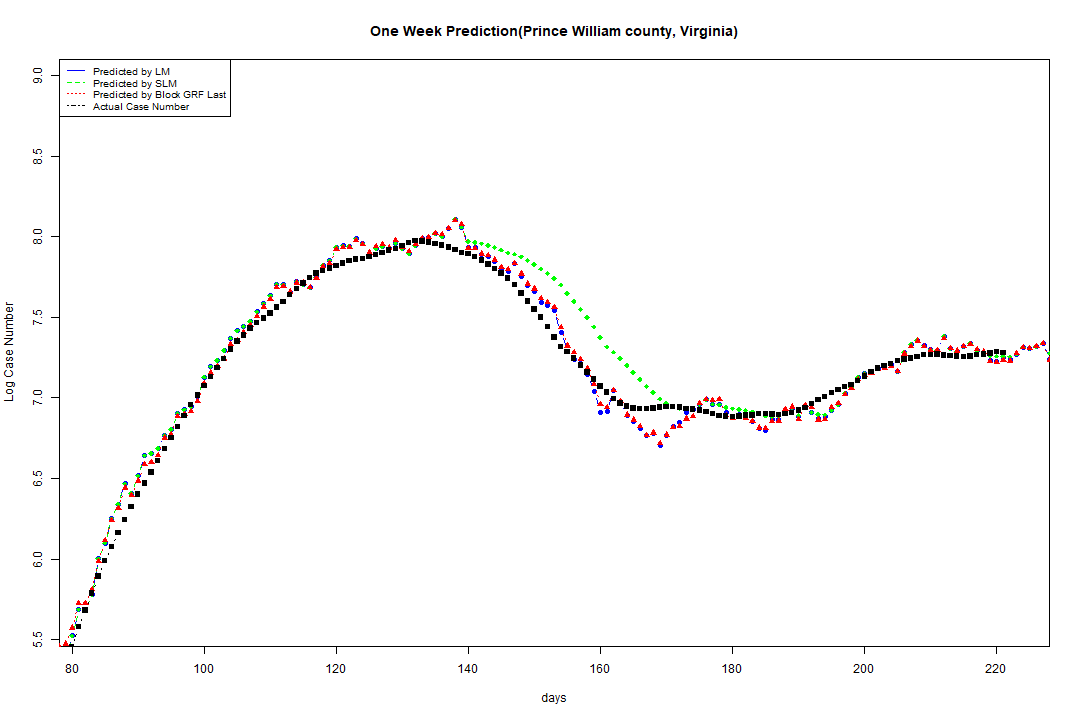 One Week Prediction(Prince William county, Virginia)
Predicted by LM
Predicted by SLM
Predicted by Block GRF Last
Actual Case Number
9.0
8.5
8.0
7.5
7.0
6.5
6.0
5.5
Log Case Number
80 100 120 140 160 180 200 220
days